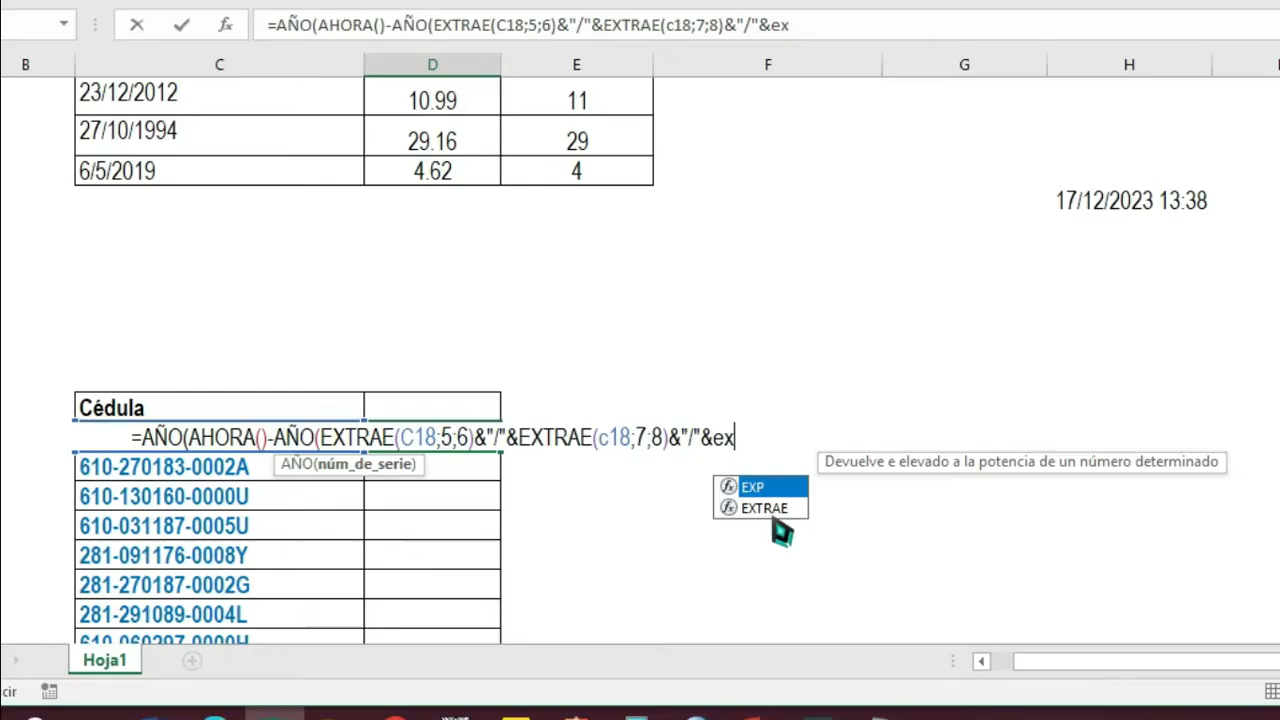 =AÑO(AHORA()-AÑO(EXTRAE(C18;5;6)&"/"&EXTRAE(c18;7;8)&"/"&ex
B C D E F G H
23/12/2012 10.99 11
27/10/1994 29.16 29
6/5/2019 4.62 4
17/12/2023 13:38
Cédula
=AÑO(AHORA()-AÑO(EXTRAE(C18;5;6)&"/"&EXTRAE(c18;7;8)&"/"&ex
610-270183-0002A
AÑO(núm_de_serie)
Devuelve e elevado a la potencia de un número determinado
EXP
EXTRAE
610-130160-0000U
610-031187-0005U
281-091176-0008Y
281-270187-0002G
281-291089-0004L
610-060297-0000H
Hoja1
cir